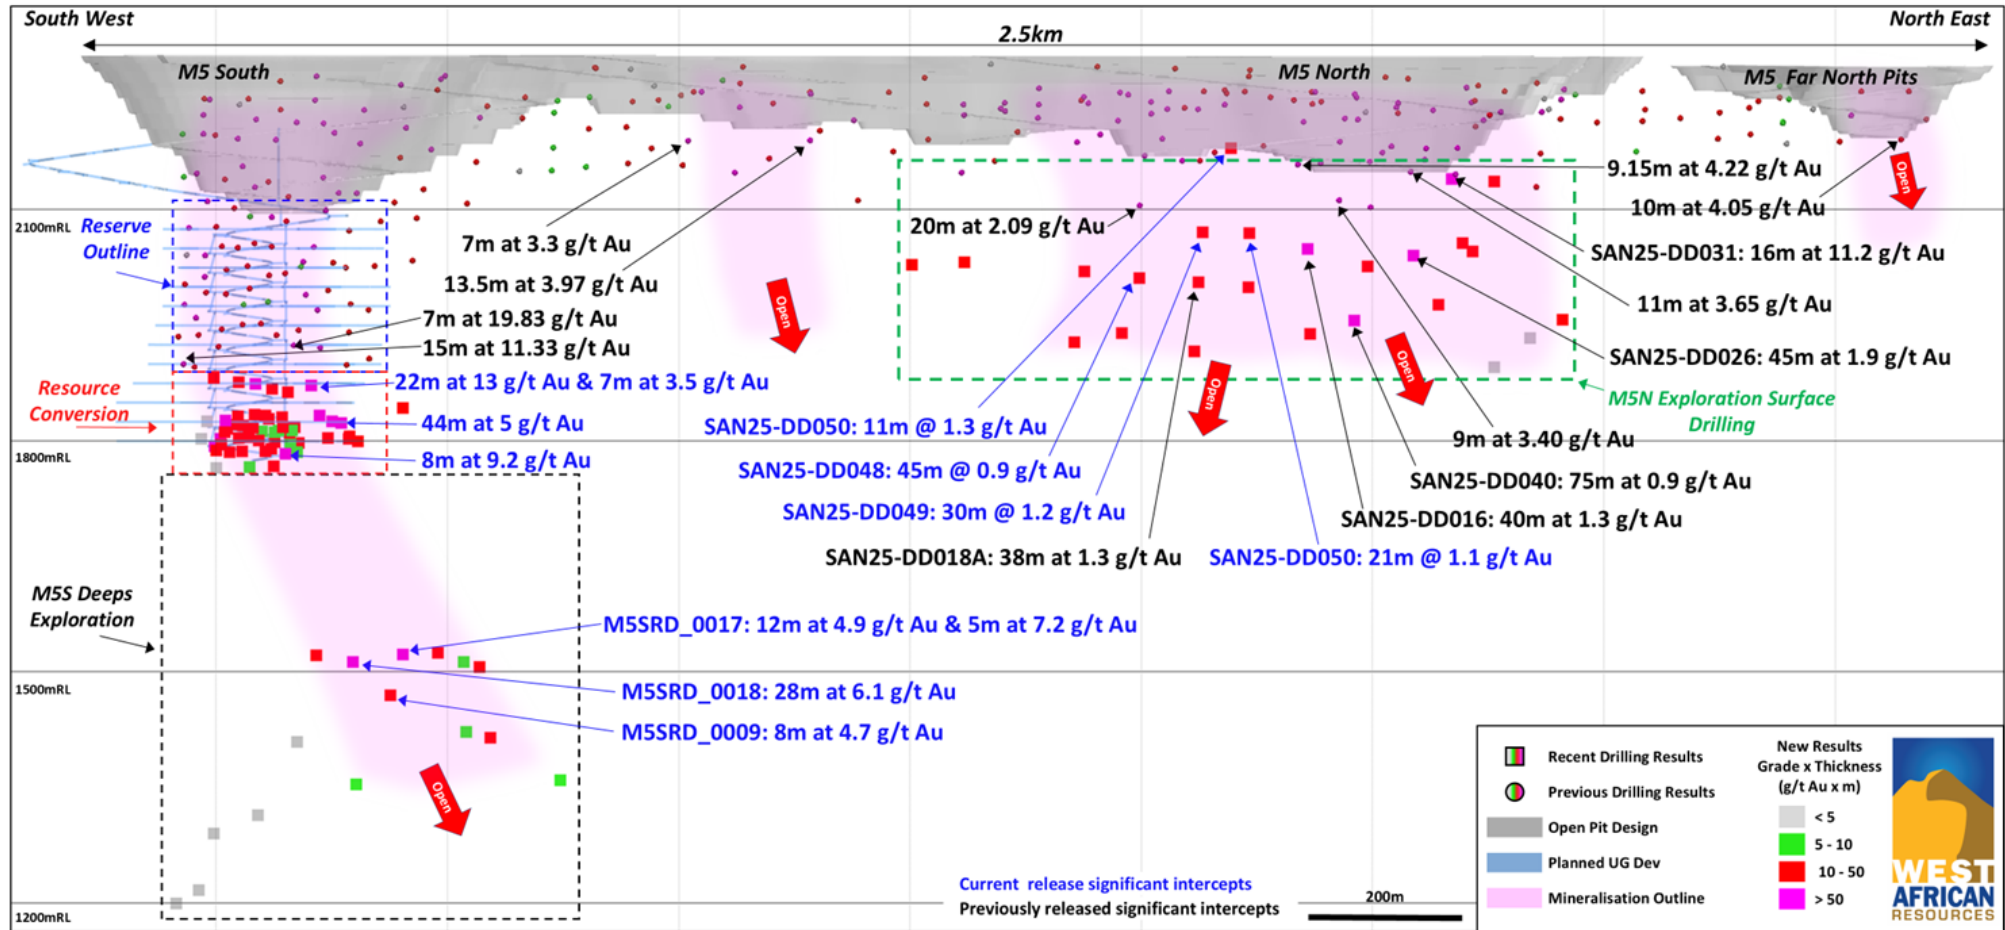 South West
North East
2.5km
M5 South
M5 North
M5 Far North Pits
2100mRL
Reserve
Outline
7m at 3.3 g/t Au
13.5m at 3.97 g/t Au
7m at 19.83 g/t Au
15m at 11.33 g/t Au
Open
20m at 2.09 g/t Au
9.15m at 4.22 g/t Au
10m at 4.05 g/t Au
Open
SAN25-DD031: 16m at 11.2 g/t Au
11m at 3.65 g/t Au
SAN25-DD026: 45m at 1.9 g/t Au
M5N Exploration Surface
Drilling
Resource
Conversion
22m at 13 g/t Au & 7m at 3.5 g/t Au
44m at 5 g/t Au
8m at 9.2 g/t Au
1800mRL
Open
Open
SAN25-DD050: 11m @ 1.3 g/t Au
SAN25-DD048: 45m @ 0.9 g/t Au
SAN25-DD049: 30m @ 1.2 g/t Au
SAN25-DD018A: 38m at 1.3 g/t Au
SAN25-DD050: 21m @ 1.1 g/t Au
9m at 3.40 g/t Au
SAN25-DD040: 75m at 0.9 g/t Au
SAN25-DD016: 40m at 1.3 g/t Au
M5S Deeps
Exploration
M5SRD_0017: 12m at 4.9 g/t Au & 5m at 7.2 g/t Au
M5SRD_0018: 28m at 6.1 g/t Au
M5SRD_0009: 8m at 4.7 g/t Au
1500mRL
Open
1200mRL
Current release significant intercepts
Previously released significant intercepts
200m
Recent Drilling Results
Previous Drilling Results
Open Pit Design
Planned UG Dev
Mineralisation Outline
New Results
Grade x Thickness
(g/t Au x m)
< 5
5 - 10
10 - 50
> 50
WEST
AFRICAN
RESOURCES